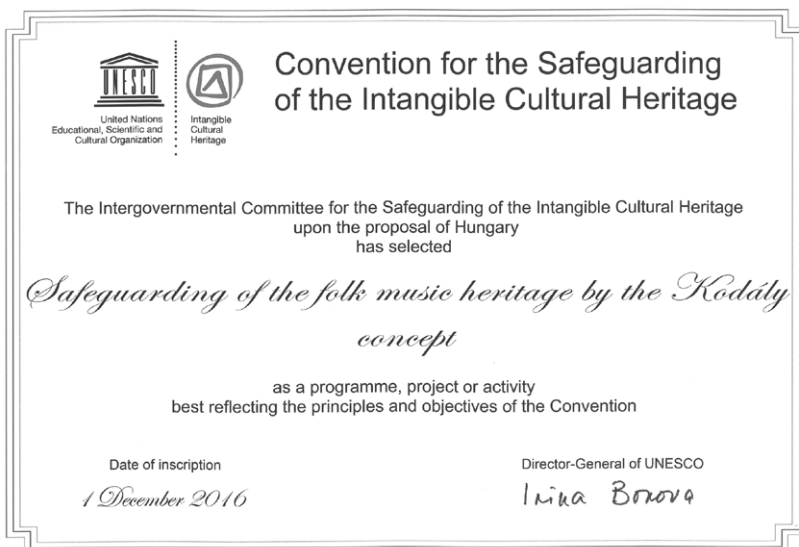 UNESCO
United Nations
Educational, Scientific and
Cultural Organization
Intangible
Cultural
Heritage
Convention for the Safeguarding
of the Intangible Cultural Heritage
The Intergovernmental Committee for the Safeguarding of the Intangible Cultural Heritage
upon the proposal of Hungary
has selected
Safeguarding of the folk music heritage by the Kodály
concept
as a programme, project or activity
best reflecting the principles and objectives of the Convention
Date of inscription
1 December 2016
Director-General of UNESCO
Irina Bokova